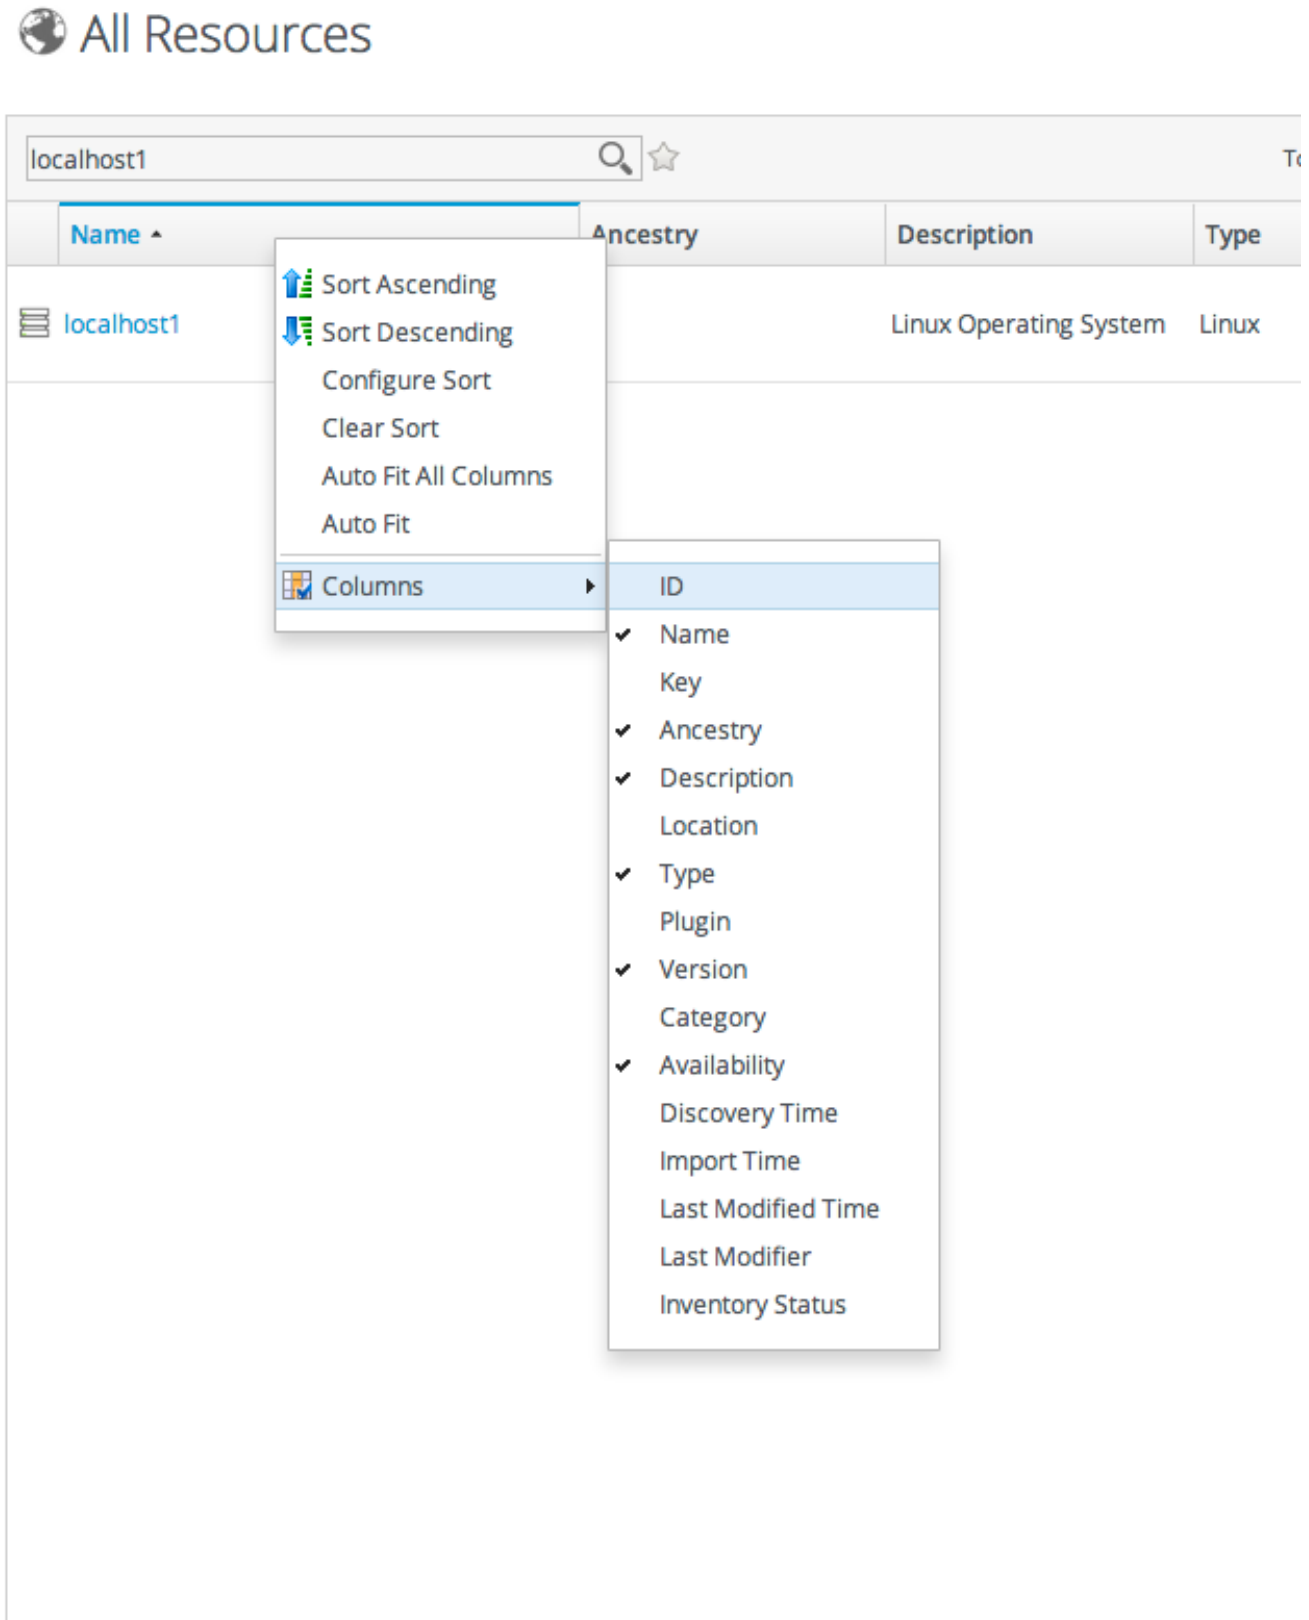 All Resources
localhost1
Name Ancestry Description Type
localhost1 Linux Operating System Linux
Sort Ascending
Sort Descending
Configure Sort
Clear Sort
Auto Fit All Columns
Auto Fit
Columns
ID
Name
Key
Ancestry
Description
Location
Type
Plugin
Version
Category
Availability
Discovery Time
Import Time
Last Modified Time
Last Modifier
Inventory Status